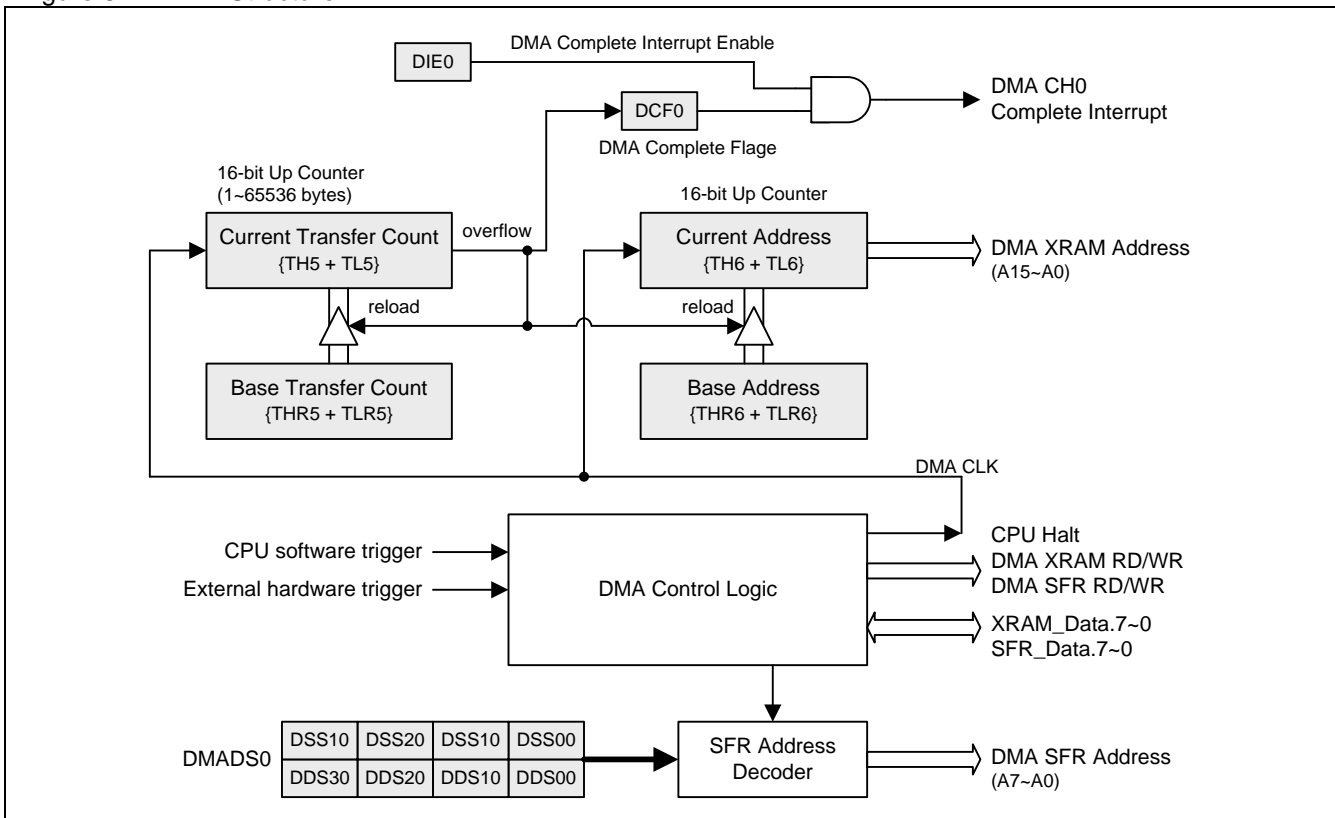 DMA Complete Interrupt Enable
DIE0
DMA CH0
Complete Interrupt
DCF0
DMA Complete Flage
16-bit Up Counter
(1~65536 bytes)
16-bit Up Counter
Current Transfer Count
{TH5 + TL5}
overflow
Current Address
{TH6 + TL6}
DMA XRAM Address
(A15~A0)
reload
reload
Base Transfer Count
{THR5 + TLR5}
Base Address
{THR6 + TLR6}
DMA CLK
CPU software trigger
External hardware trigger
DMA Control Logic
CPU Halt
DMA XRAM RD/WR
DMA SFR RD/WR
XRAM_Data.7~0
SFR_Data.7~0
DMADS0
DSS10 DSS20 DSS10 DSS00
DDS30 DDS20 DDS10 DDS00
SFR Address
Decoder
DMA SFR Address
(A7~A0)